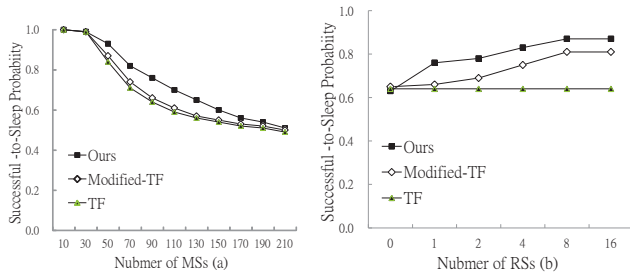 Successful -to-Sleep Probabiity
1.0
0.8
0.6
0.4
0.2
0.0
Ours
Modified-TF
TF
10 30 50 70 90 110 130 150 170 190 210
Nubmer of MSs (a)
Successful -to-Sleep Probability
1.0
0.8
0.6
0.4
0.2
0.0
Ours
Modified-TF
TF
0 1 2 4 8 16
Nubmer of RSs (b)